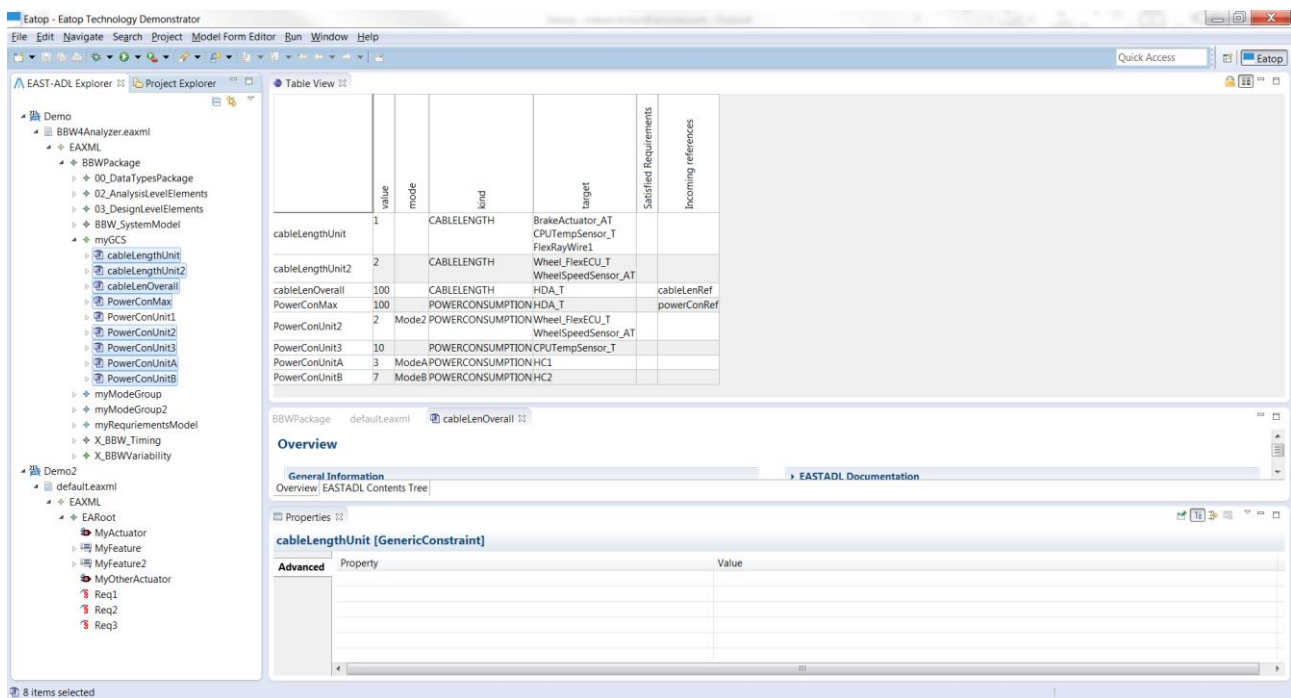 Eatop - Eatop Technology Demonstrator
File Edit Navigate Search Project Model Form Editor Run Window Help
Quick Access
Eatop
EAST-ADL Explorer
Project Explorer
Demo
BBW4Analyzer.eaxml
EAXML
BBWPackage
00_DataTypesPackage
02_AnalysisLevelElements
03_DesignLevelElements
BBW_SystemModel
myGCS
cableLengthUnit
cableLengthUnit2
cableLenOverall
PowerConMax
PowerConUnit1
PowerConUnit2
PowerConUnit3
PowerConUnitA
PowerConUnitB
myModeGroup
myModeGroup2
myRequriementsModel
X_BBW_Timing
X_BBWVariability
Demo2
default.eaxml
EAXML
EARoot
MyActuator
MyFeature
MyFeature2
MyOtherActuator
Req1
Req2
Req3
Table View
value mode kind target Satisfied Requirements Incoming references
cableLengthUnit 1 CABLELENGTH BrakeActuator_AT
CPUTempSensor_T
FlexRayWire1
cableLengthUnit2 2 CABLELENGTH Wheel_FlexECU_T
WheelSpeedSensor_AT
cableLenOverall 100 CABLELENGTH HDA_T cableLenRef
PowerConMax 100 POWERCONSUMPTION HDA_T powerConRef
PowerConUnit2 2 Mode2 POWERCONSUMPTION Wheel_FlexECU_T
WheelSpeedSensor_AT
PowerConUnit3 10 POWERCONSUMPTION CPUTempSensor_T
PowerConUnitA 3 ModeA POWERCONSUMPTION HC1
PowerConUnitB 7 ModeB POWERCONSUMPTION HC2
BBWPackage default.eaxml cableLenOverall
Overview
General Information
EASTADL Documentation
Overview EASTADL Contents Tree
Properties
cableLengthUnit [GenericConstraint]
Advanced
Property Value
8 items selected